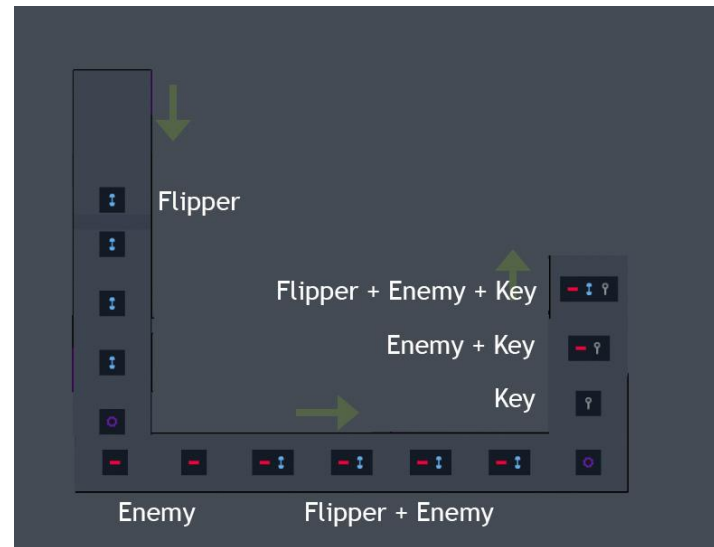 Flipper
Flipper + Enemy + Key
Enemy + Key
Key
Enemy
Flipper + Enemy